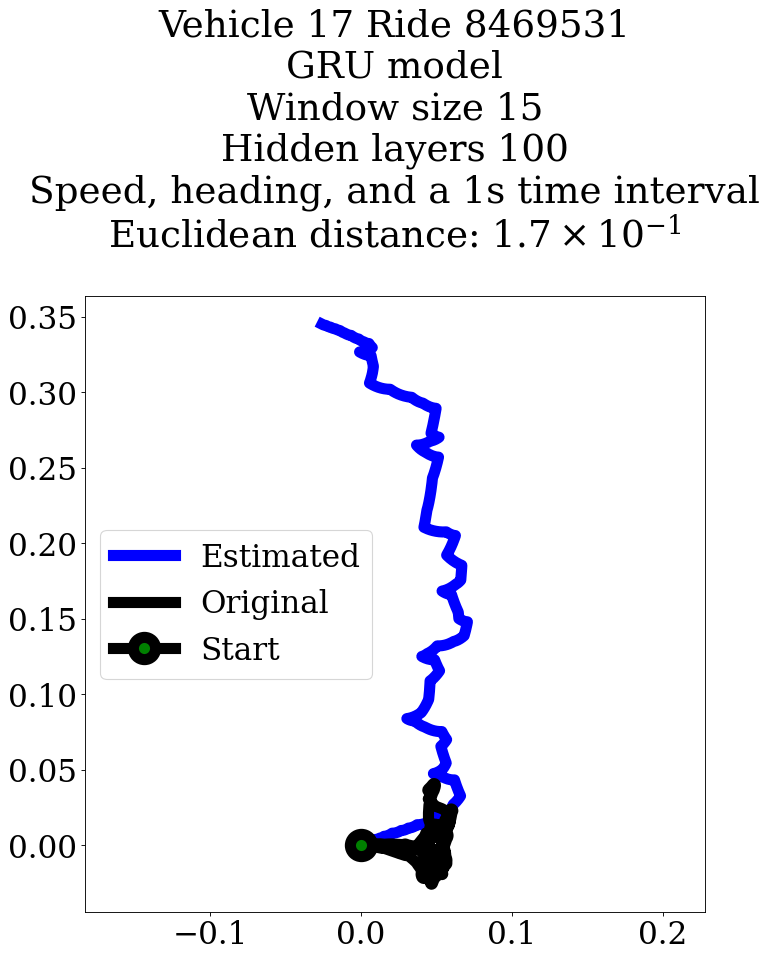 Vehicle 17 Ride 8469531
GRU model
Window size 15
Hidden layers 100
Speed, heading, and a 1s time interval
Euclidean distance: 1.7 × 10⁻¹
0.35
0.30
0.25
0.20
0.15
0.10
0.05
0.00
Estimated
Original
Start
−0.1
0.0
0.1
0.2